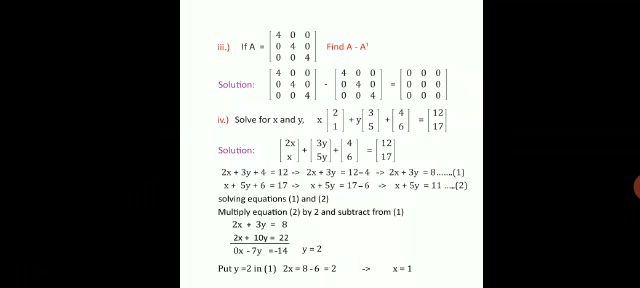 4 0 0
iii.) If A = 0 4 0 Find A - Aᵗ
0 0 4
4 0 0 4 0 0 0 0 0
Solution: 0 4 0 - 0 4 0 = 0 0 0
0 0 4 0 0 4 0 0 0
iv.) Solve for x and y, x [2 1] + y [3 5] + [4 6] = [12 17]
Solution: [2x x] + [3y 5y] + [4 6] = [12 17]
2x + 3y + 4 = 12 -> 2x + 3y = 12-4 -> 2x + 3y = 8.......(1)
x + 5y + 6 = 17 -> x + 5y = 17-6 -> x + 5y = 11 ....(2)
solving equations (1) and (2)
Multiply equation (2) by 2 and subtract from (1)
2x + 3y = 8
2x + 10y = 22
0x - 7y = -14 y = 2
Put y =2 in (1) 2x = 8 - 6 = 2 -> x = 1